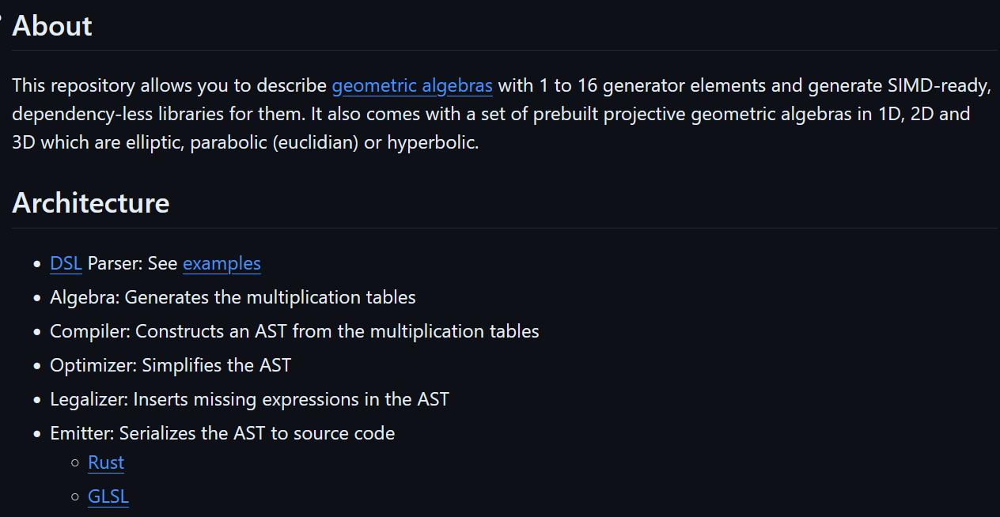 About
This repository allows you to describe geometric algebras with 1 to 16 generator elements and generate SIMD-ready,
dependency-less libraries for them. It also comes with a set of prebuilt projective geometric algebras in 1D, 2D and
3D which are elliptic, parabolic (euclidian) or hyperbolic.
Architecture
• DSL Parser: See examples
• Algebra: Generates the multiplication tables
• Compiler: Constructs an AST from the multiplication tables
• Optimizer: Simplifies the AST
• Legalizer: Inserts missing expressions in the AST
• Emitter: Serializes the AST to source code
◦ Rust
◦ GLSL